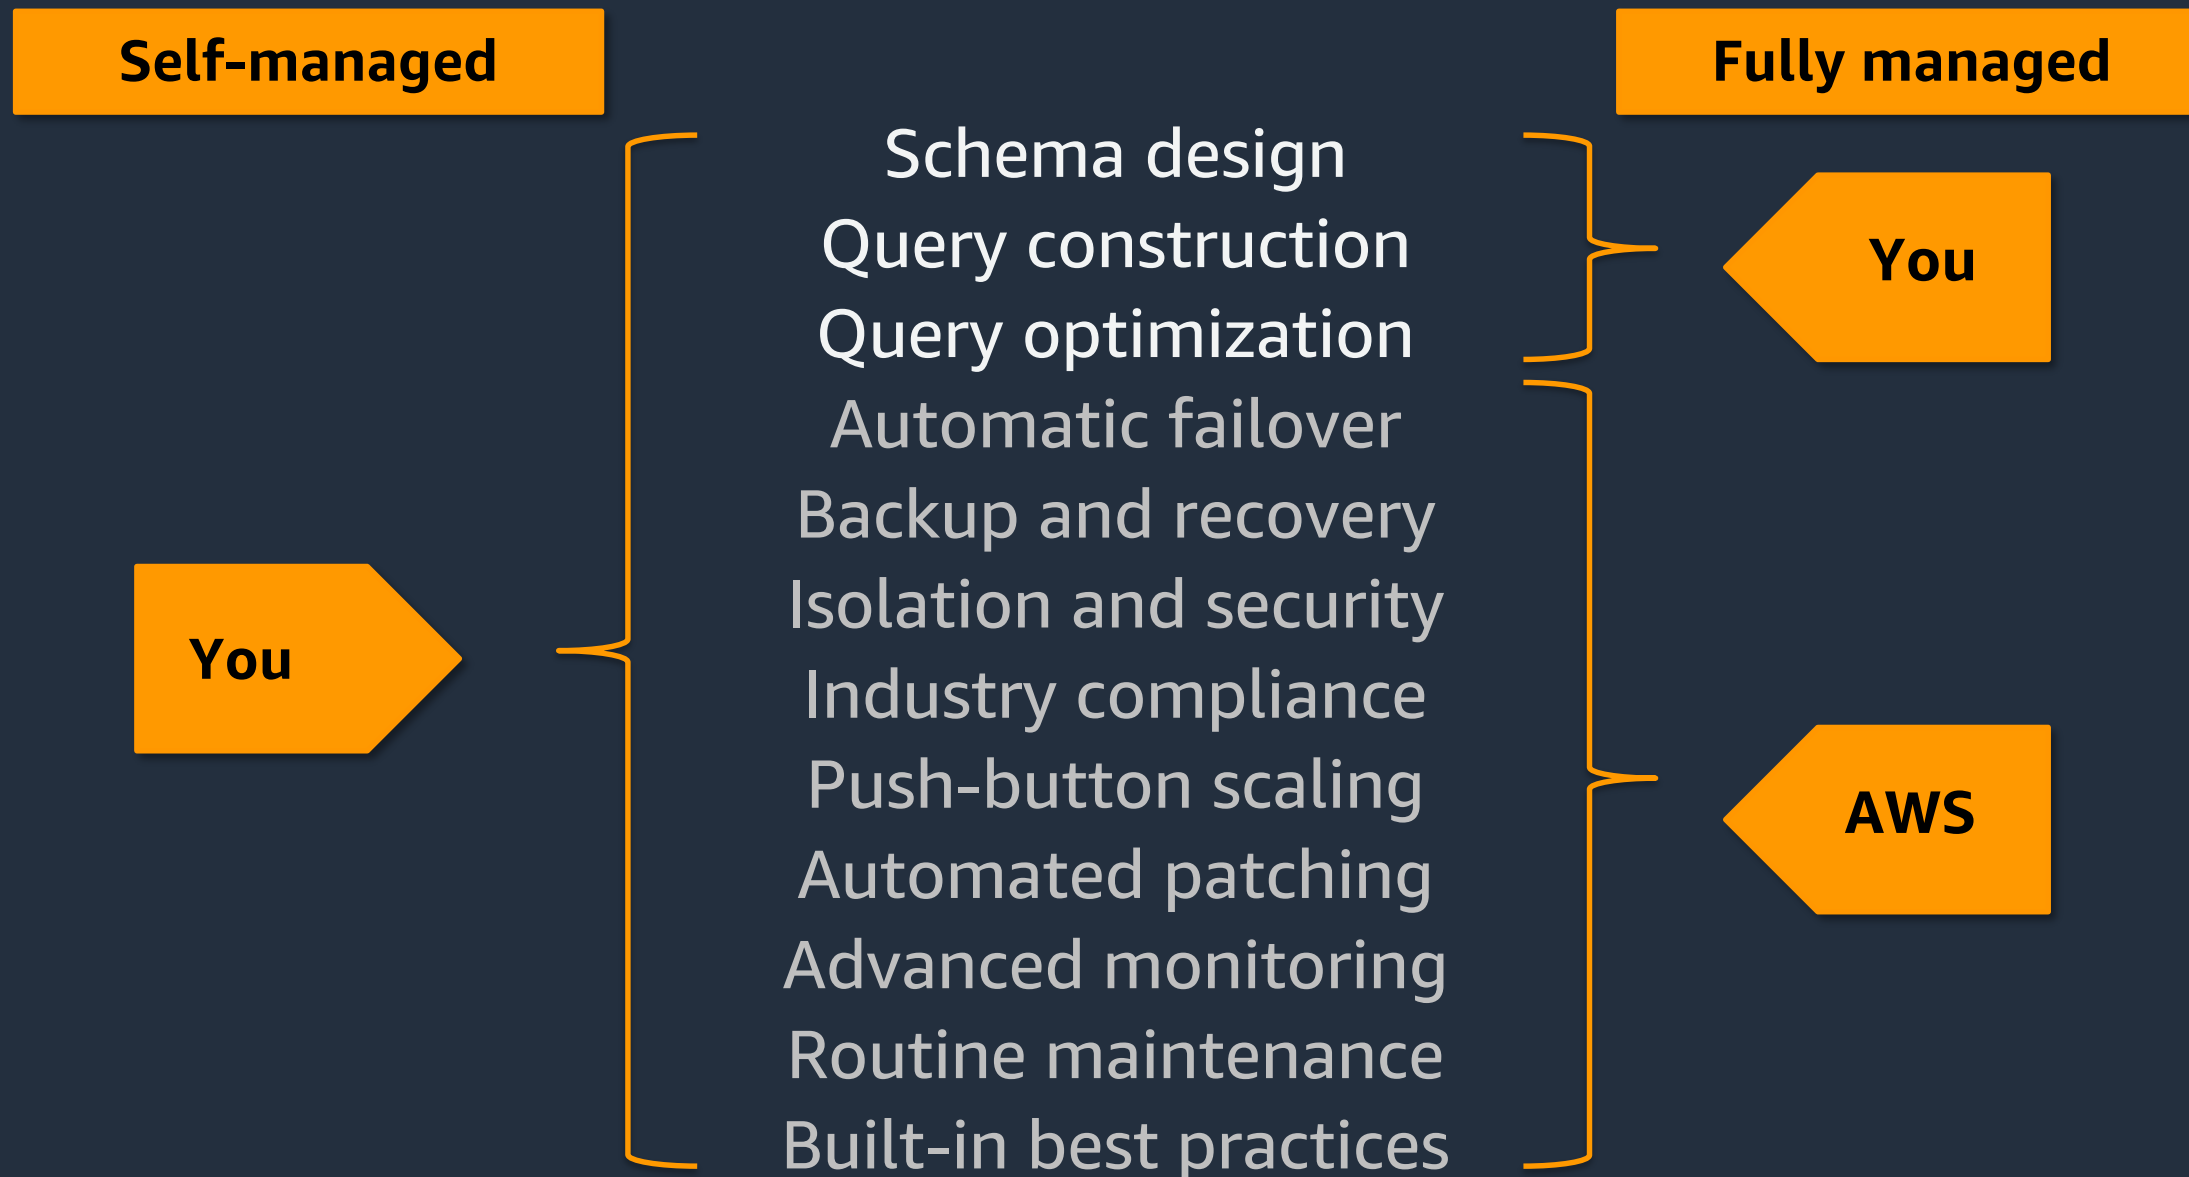 Self-managed
Fully managed
Schema design
Query construction
Query optimization
Automatic failover
Backup and recovery
Isolation and security
Industry compliance
Push-button scaling
Automated patching
Advanced monitoring
Routine maintenance
Built-in best practices
You
You
AWS